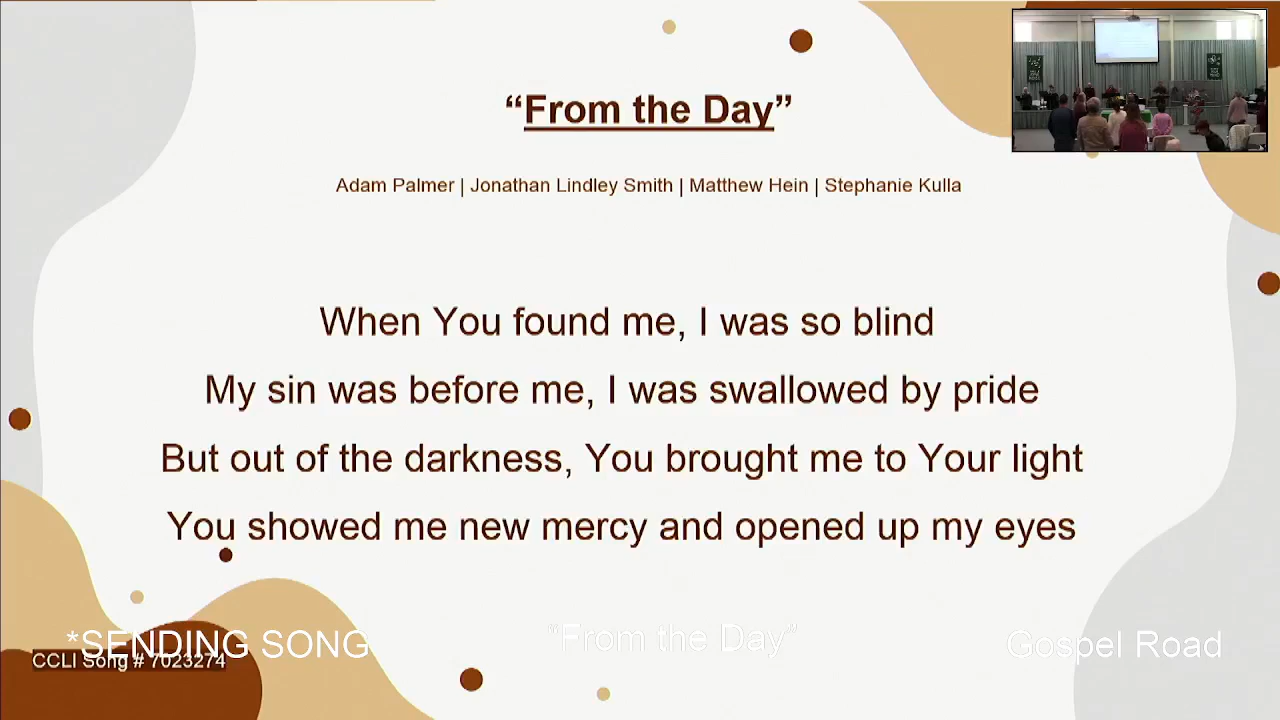 “From the Day”
Adam Palmer | Jonathan Lindley Smith | Matthew Hein | Stephanie Kulla
When You found me, I was so blind
My sin was before me, I was swallowed by pride
But out of the darkness, You brought me to Your light
You showed me new mercy and opened up my eyes
*SENDING SONG
“From the Day”
Gospel Road
CCLI Song # 7023274